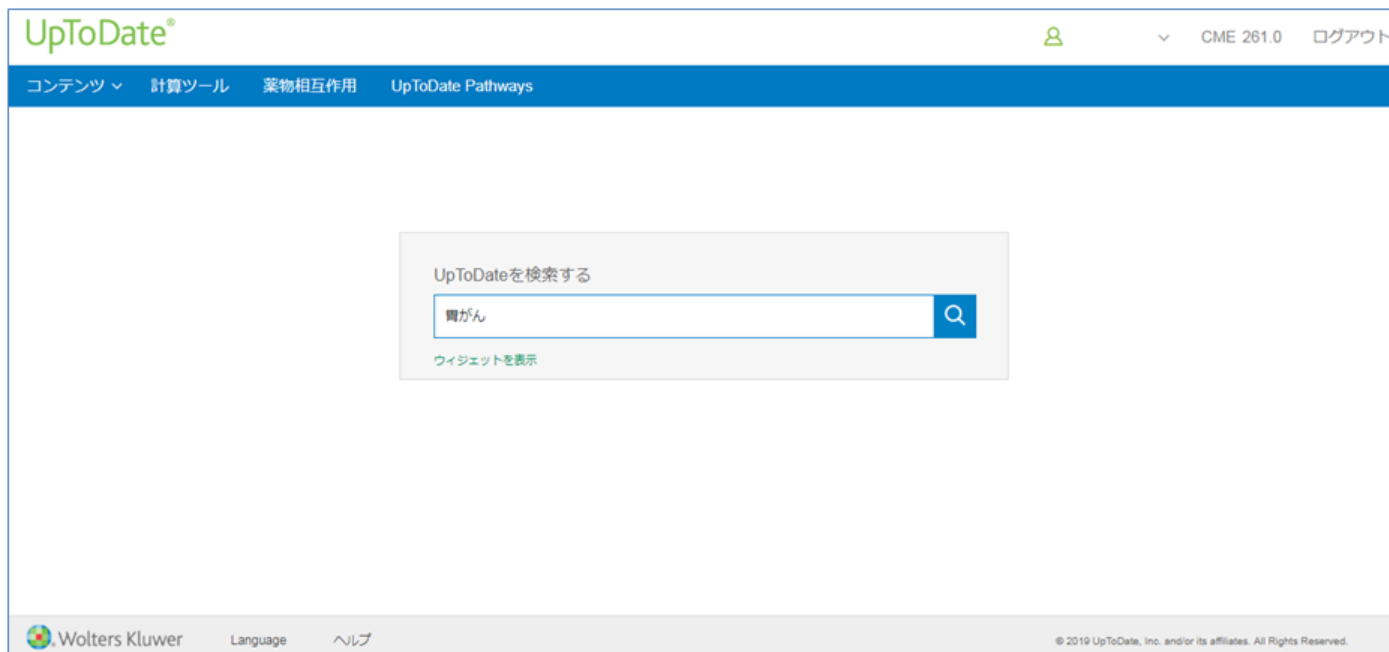 UpToDate®
CME 261.0 ログアウト
コンテンツ 計算ツール 薬物相互作用 UpToDate Pathways
UpToDateを検索する
胃がん
ウィジェットを表示
Wolters Kluwer Language ヘルプ © 2019 UpToDate, Inc. and/or its affiliates. All Rights Reserved.